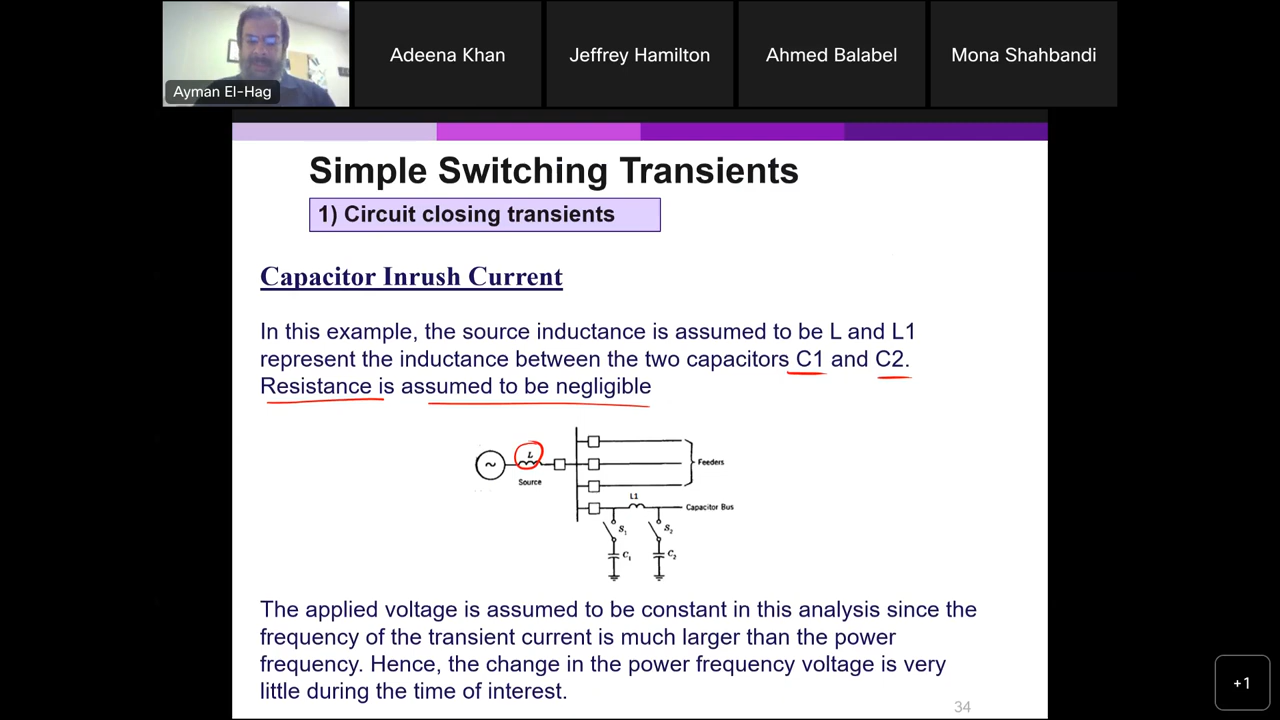 Adeena Khan
Jeffrey Hamilton
Ahmed Balabel
Mona Shahbandi
Ayman El-Hag
Simple Switching Transients
1) Circuit closing transients
Capacitor Inrush Current
In this example, the source inductance is assumed to be L and L1
represent the inductance between the two capacitors C1 and C2.
Resistance is assumed to be negligible
L
Source
Feeders
L1
Capacitor Bus
S₁
S₂
C₁
C₂
The applied voltage is assumed to be constant in this analysis since the
frequency of the transient current is much larger than the power
frequency. Hence, the change in the power frequency voltage is very
little during the time of interest.
34
+1